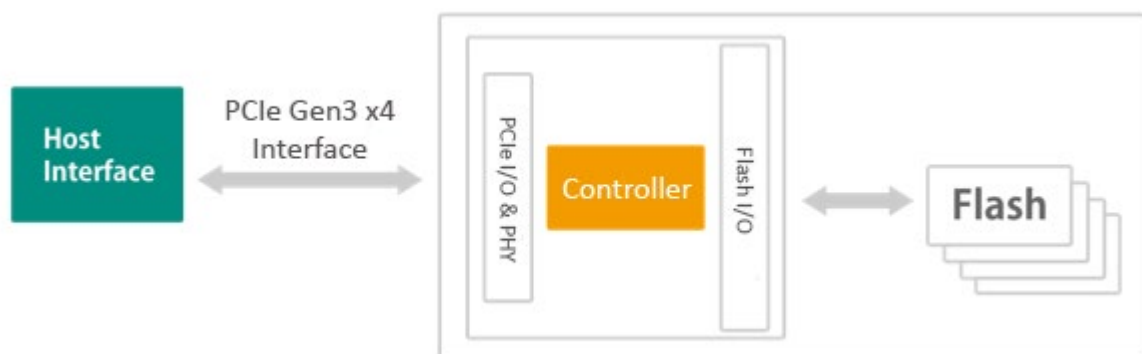 Host
Interface
PCIe Gen3 x4
Interface
PCIe I/O & PHY
Controller
Flash I/O
Flash